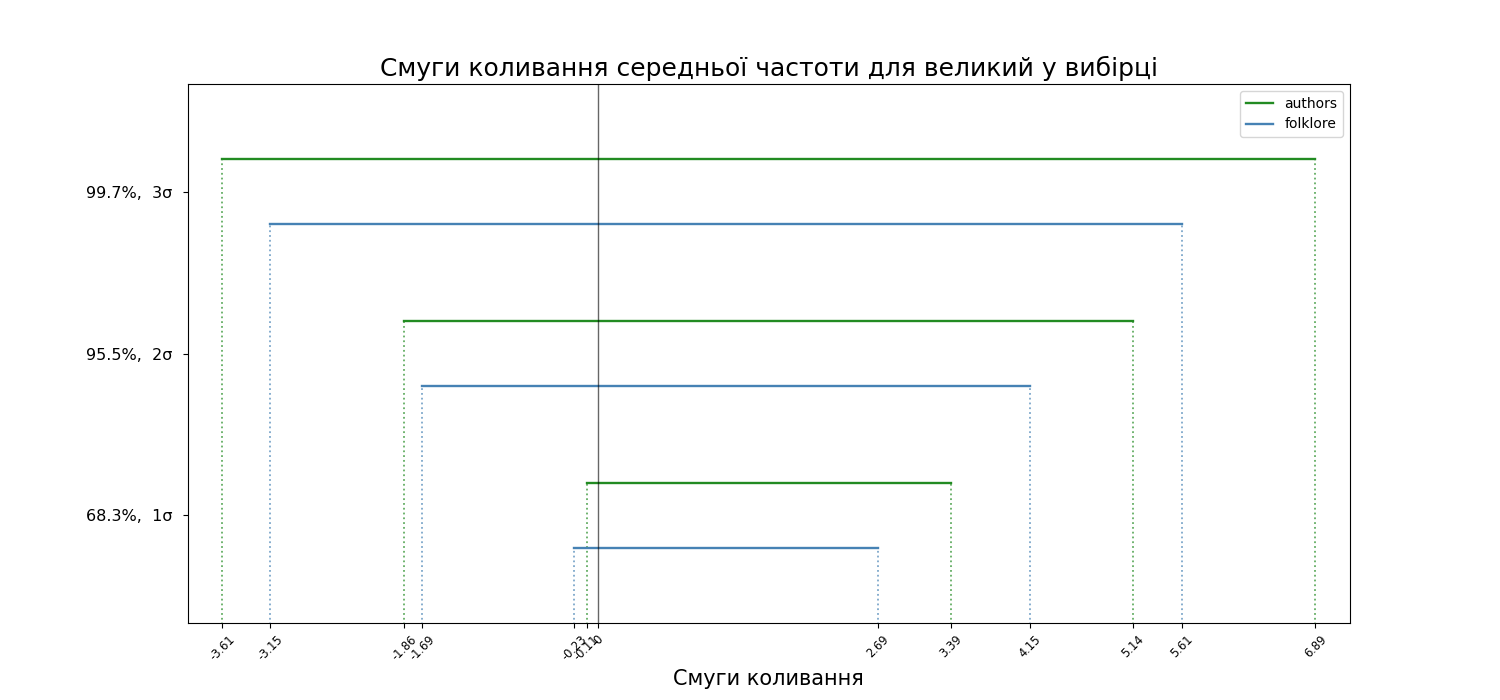 Смуги коливання середньої частоти для великий у вибірці
authors
folklore
99.7%, 3σ
95.5%, 2σ
68.3%, 1σ
-3.61 -3.15 -1.86 -1.69 -0.23 -0.11 0 2.69 3.39 4.15 5.14 5.61 6.89
Смуги коливання